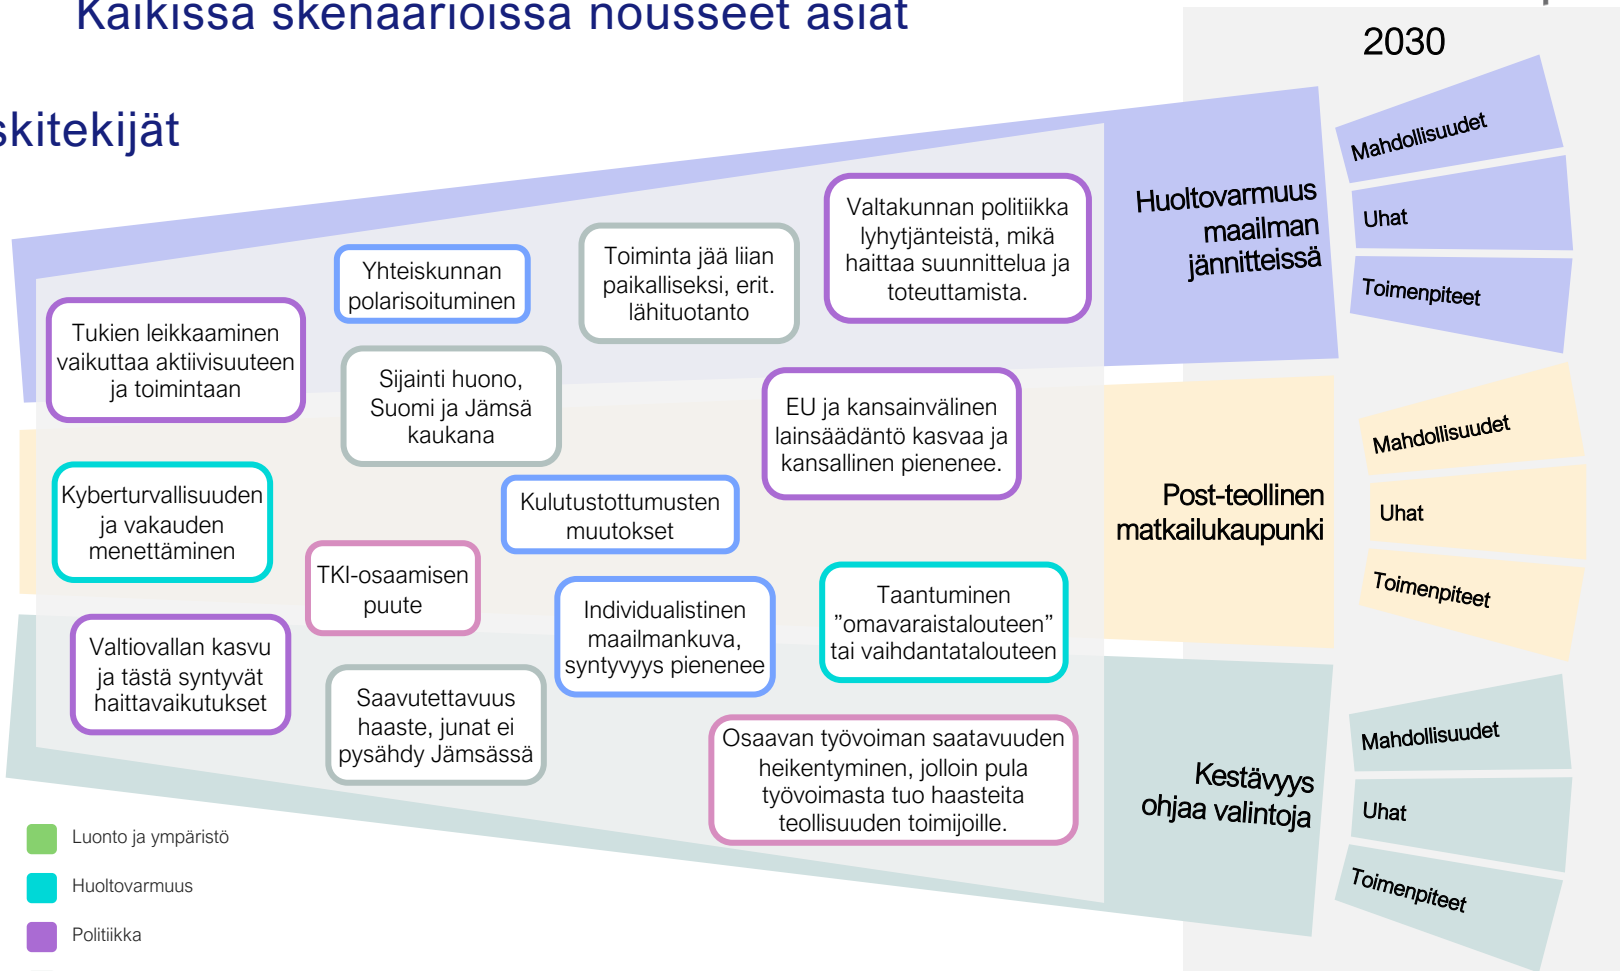 Kaikissa skenaarioissa nousseet asiat
skitekijät
2030
Yhteiskunnan
polarisoituminen
Toiminta jää liian
paikalliseksi, erit.
lähituotanto
Valtakunnan politiikka
lyhytjänteistä, mikä
haittaa suunnittelua ja
toteuttamista.
Tukien leikkaaminen
vaikuttaa aktiivisuuteen
ja toimintaan
Sijainti huono,
Suomi ja Jämsä
kaukana
EU ja kansainvälinen
lainsäädäntö kasvaa ja
kansallinen pienenee.
Kyberturvallisuuden
ja vakauden
menettäminen
Kulutustottumusten
muutokset
TKI-osaamisen
puute
Individualistinen
maailmankuva,
syntyvyys pienenee
Taantuminen
”omavaraistalouteen”
tai vaihdantatalouteen
Valtiovallan kasvu
ja tästä syntyvät
haittavaikutukset
Saavutettavuus
haaste, junat ei
pysähdy Jämsässä
Osaavan työvoiman saatavuuden
heikentyminen, jolloin pula
työvoimasta tuo haasteita
teollisuuden toimijoille.
Huoltovarmuus
maailman
jännitteissä
Mahdollisuudet
Uhat
Toimenpiteet
Post-teollinen
matkailukaupunki
Mahdollisuudet
Uhat
Toimenpiteet
Kestävyys
ohjaa valintoja
Mahdollisuudet
Uhat
Toimenpiteet
Luonto ja ympäristö
Huoltovarmuus
Politiikka